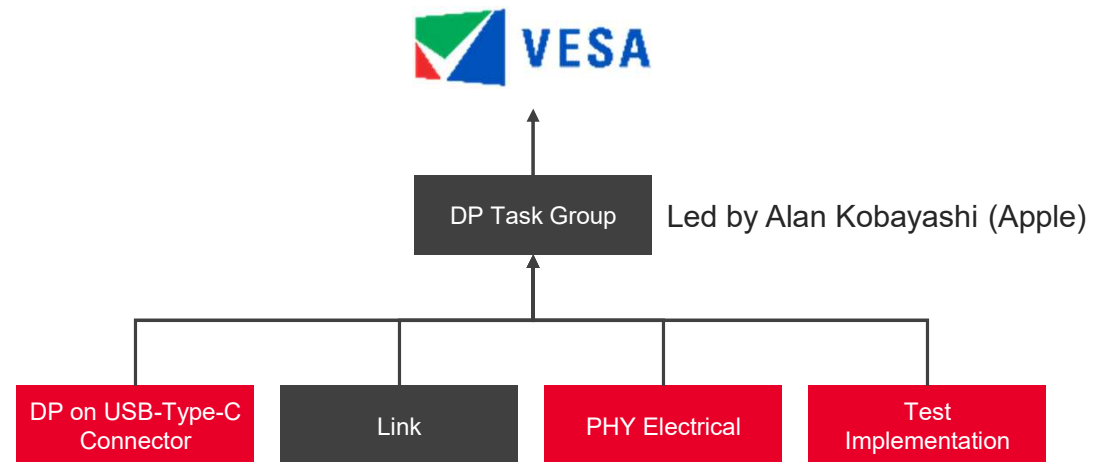 VESA
DP Task Group
Led by Alan Kobayashi (Apple)
DP on USB-Type-C
Connector
Link
PHY Electrical
Test
Implementation